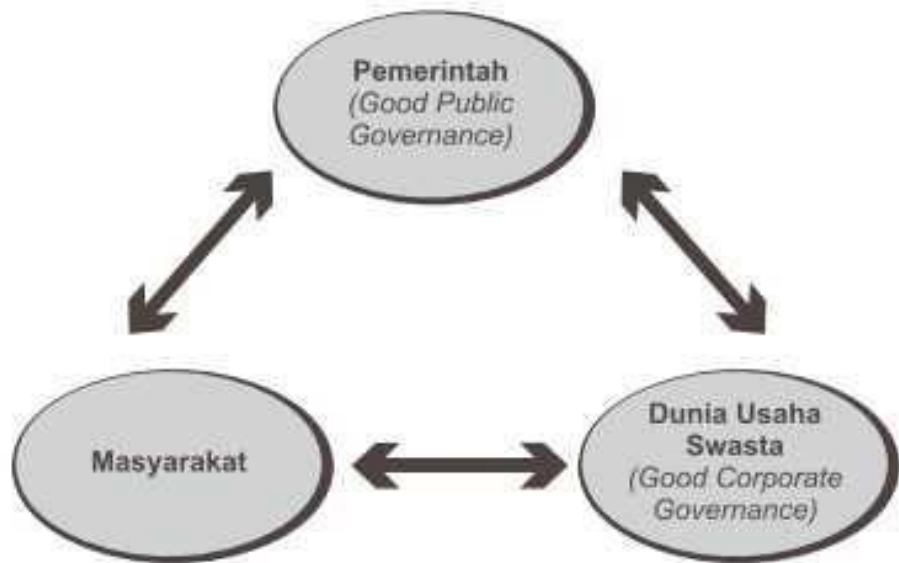 Pemerintah
(Good Public
Governance)
Masyarakat
Dunia Usaha
Swasta
(Good Corporate
Governance)